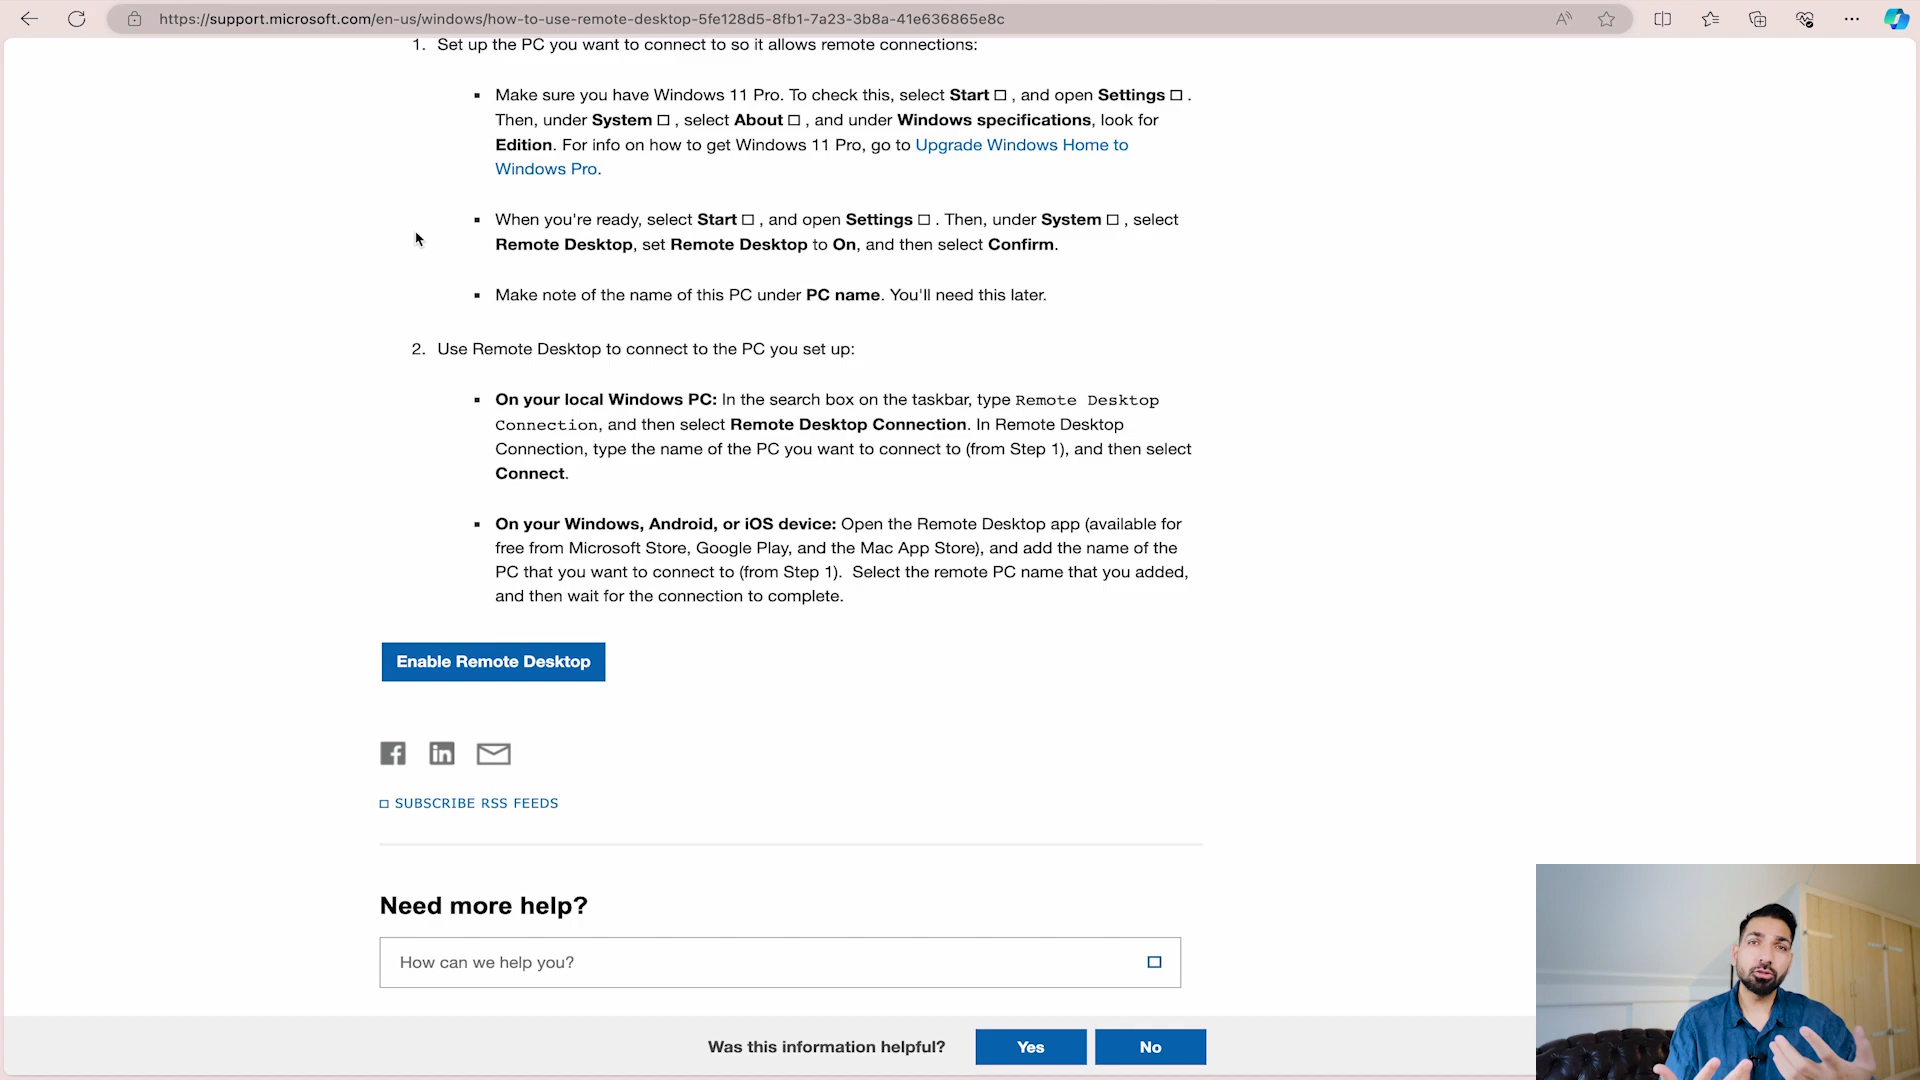 https://support.microsoft.com/en-us/windows/how-to-use-remote-desktop-5fe128d5-8fb1-7a23-3b8a-41e636865e8c
1. Set up the PC you want to connect to so it allows remote connections:
▪ Make sure you have Windows 11 Pro. To check this, select Start □ , and open Settings □ .
Then, under System □ , select About □ , and under Windows specifications, look for
Edition. For info on how to get Windows 11 Pro, go to Upgrade Windows Home to
Windows Pro.
▪ When you're ready, select Start □ , and open Settings □ . Then, under System □ , select
Remote Desktop, set Remote Desktop to On, and then select Confirm.
▪ Make note of the name of this PC under PC name. You'll need this later.
2. Use Remote Desktop to connect to the PC you set up:
▪ On your local Windows PC: In the search box on the taskbar, type Remote Desktop
Connection, and then select Remote Desktop Connection. In Remote Desktop
Connection, type the name of the PC you want to connect to (from Step 1), and then select
Connect.
▪ On your Windows, Android, or iOS device: Open the Remote Desktop app (available for
free from Microsoft Store, Google Play, and the Mac App Store), and add the name of the
PC that you want to connect to (from Step 1).  Select the remote PC name that you added,
and then wait for the connection to complete.
Enable Remote Desktop
□ SUBSCRIBE RSS FEEDS
Need more help?
How can we help you?
Was this information helpful?
Yes
No